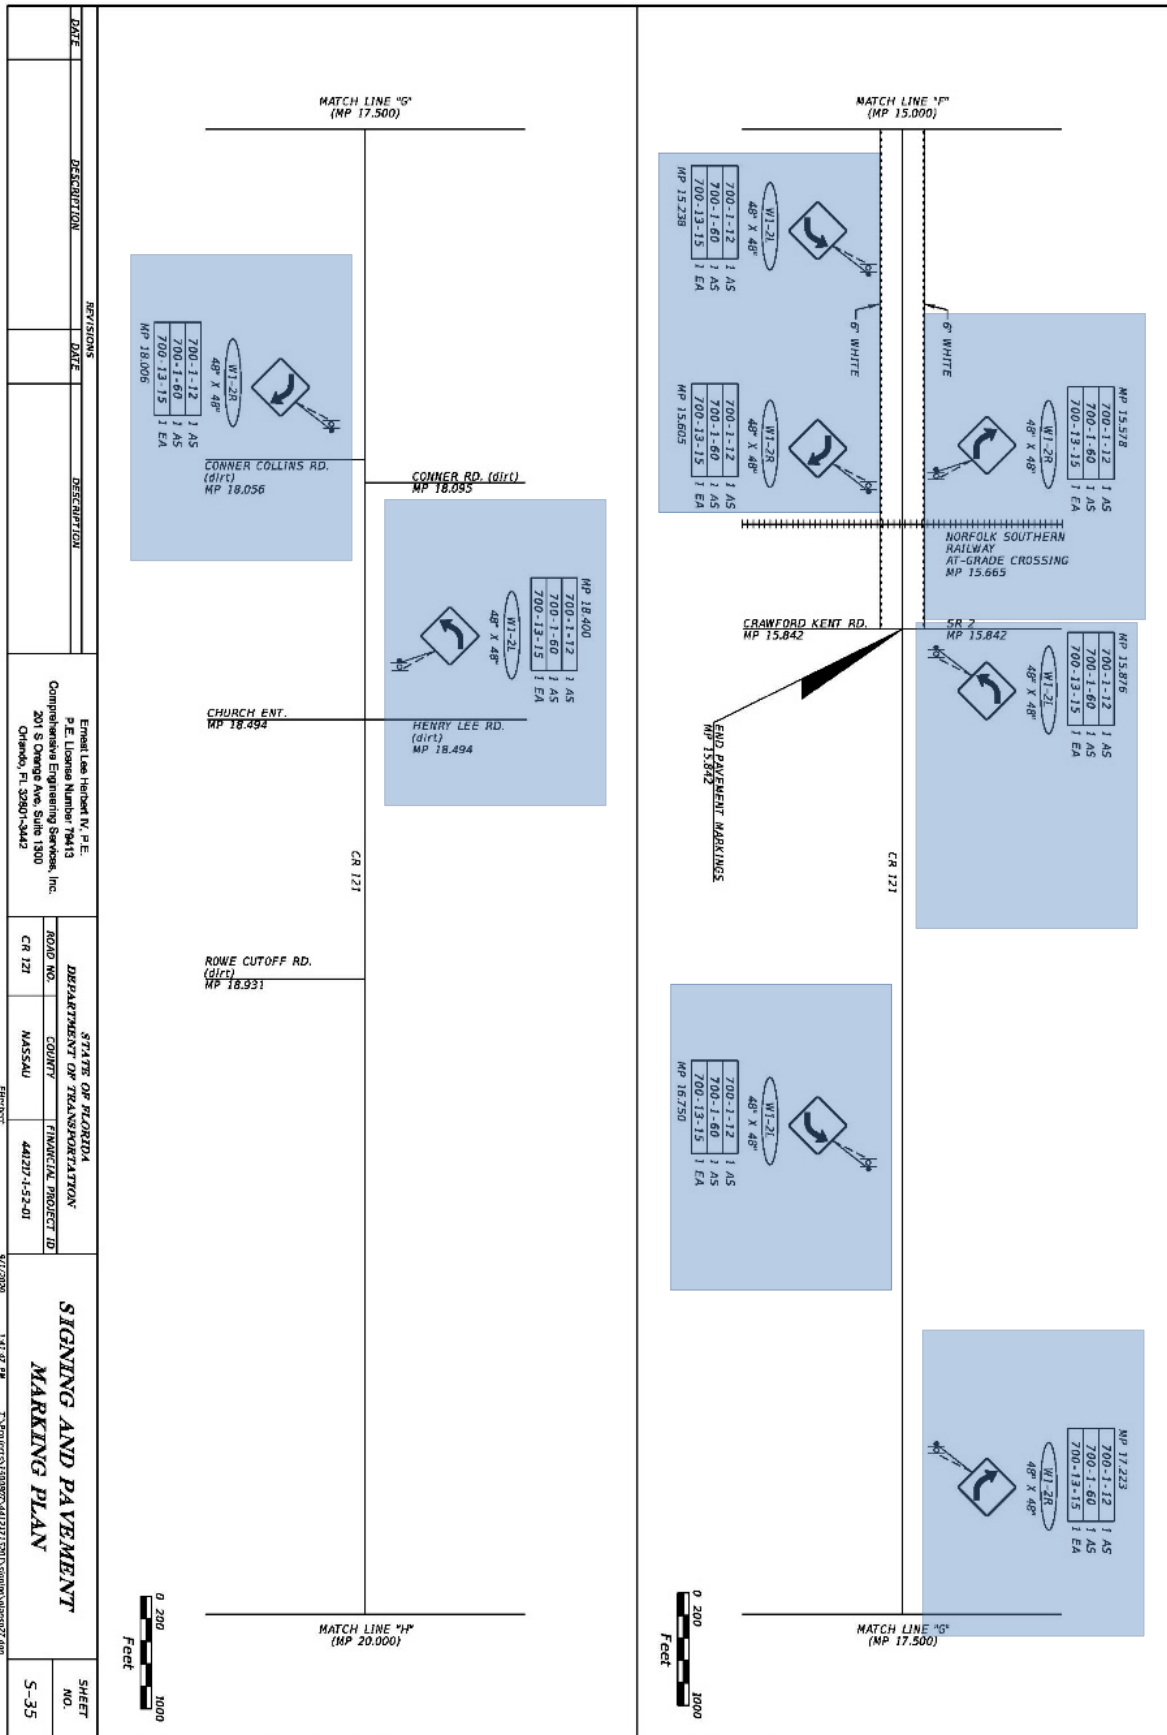 MATCH LINE "F"
(MP 15.000)
W1-2L
48" X 48"
700-1-12 1 AS
700-1-60 1 AS
700-13-15 1 EA
MP 15.238
6" WHITE
6" WHITE
MP 15.578
700-1-12 1 AS
700-1-60 1 AS
700-13-15 1 EA
W1-2R
48" X 48"
W1-2R
48" X 48"
700-1-12 1 AS
700-1-60 1 AS
700-13-15 1 EA
MP 15.605
NORFOLK SOUTHERN
RAILWAY
AT-GRADE CROSSING
MP 15.665
CRAWFORD KENT RD.
MP 15.842
SR 2
MP 15.842
END PAVEMENT MARKINGS
MP 15.842
MP 15.876
700-1-12 1 AS
700-1-60 1 AS
700-13-15 1 EA
W1-2L
48" X 48"
CR 121
W1-2L
48" X 48"
700-1-12 1 AS
700-1-60 1 AS
700-13-15 1 EA
MP 16.750
MP 17.223
700-1-12 1 AS
700-1-60 1 AS
700-13-15 1 EA
W1-2R
48" X 48"
MATCH LINE "G"
(MP 17.500)
0 200 1000
Feet
MATCH LINE "G"
(MP 17.500)
W1-2R
48" X 48"
700-1-12 1 AS
700-1-60 1 AS
700-13-15 1 EA
MP 18.006
CONNER COLLINS RD.
(dirt)
MP 18.056
CONNER RD. (dirt)
MP 18.095
MP 18.400
700-1-12 1 AS
700-1-60 1 AS
700-13-15 1 EA
W1-2L
48" X 48"
CHURCH ENT.
MP 18.494
HENRY LEE RD.
(dirt)
MP 18.494
CR 121
ROWE CUTOFF RD.
(dirt)
MP 18.931
MATCH LINE "H"
(MP 20.000)
0 200 1000
Feet
REVISIONS
DATE DESCRIPTION DATE DESCRIPTION
Ernest Lee Herbert IV, P.E.
P.E. License Number 79413
Comprehensive Engineering Services, Inc.
201 S Orange Ave, Suite 1300
Orlando, FL 32801-3442
STATE OF FLORIDA
DEPARTMENT OF TRANSPORTATION
ROAD NO. COUNTY FINANCIAL PROJECT ID
CR 121 NASSAU 441217-1-52-01
SIGNING AND PAVEMENT
MARKING PLAN
SHEET
NO.
S-35